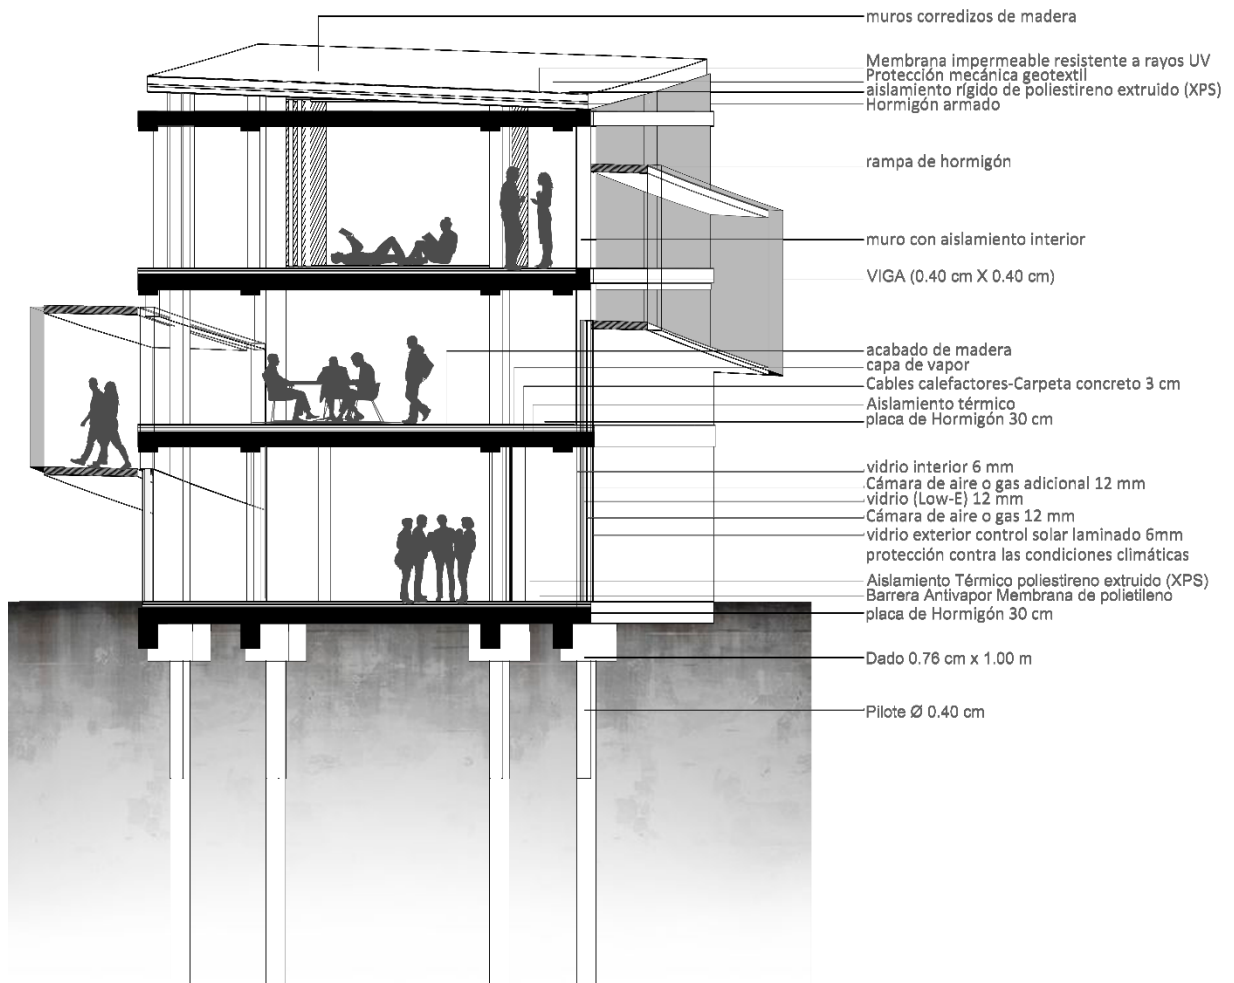 muros corredizos de madera
Membrana impermeable resistente a rayos UV
Protección mecánica geotextil
aislamiento rígido de poliestireno extruido (XPS)
Hormigón armado
rampa de hormigón
muro con aislamiento interior
VIGA (0.40 cm X 0.40 cm)
acabado de madera
capa de vapor
Cables calefactores-Carpeta concreto 3 cm
Aislamiento térmico
placa de Hormigón 30 cm
vidrio interior 6 mm
Cámara de aire o gas adicional 12 mm
vidrio (Low-E) 12 mm
Cámara de aire o gas 12 mm
vidrio exterior control solar laminado 6mm
protección contra las condiciones climáticas
Aislamiento Térmico poliestireno extruido (XPS)
Barrera Antivapor Membrana de polietileno
placa de Hormigón 30 cm
Dado 0.76 cm x 1.00 m
Pilote Ø 0.40 cm